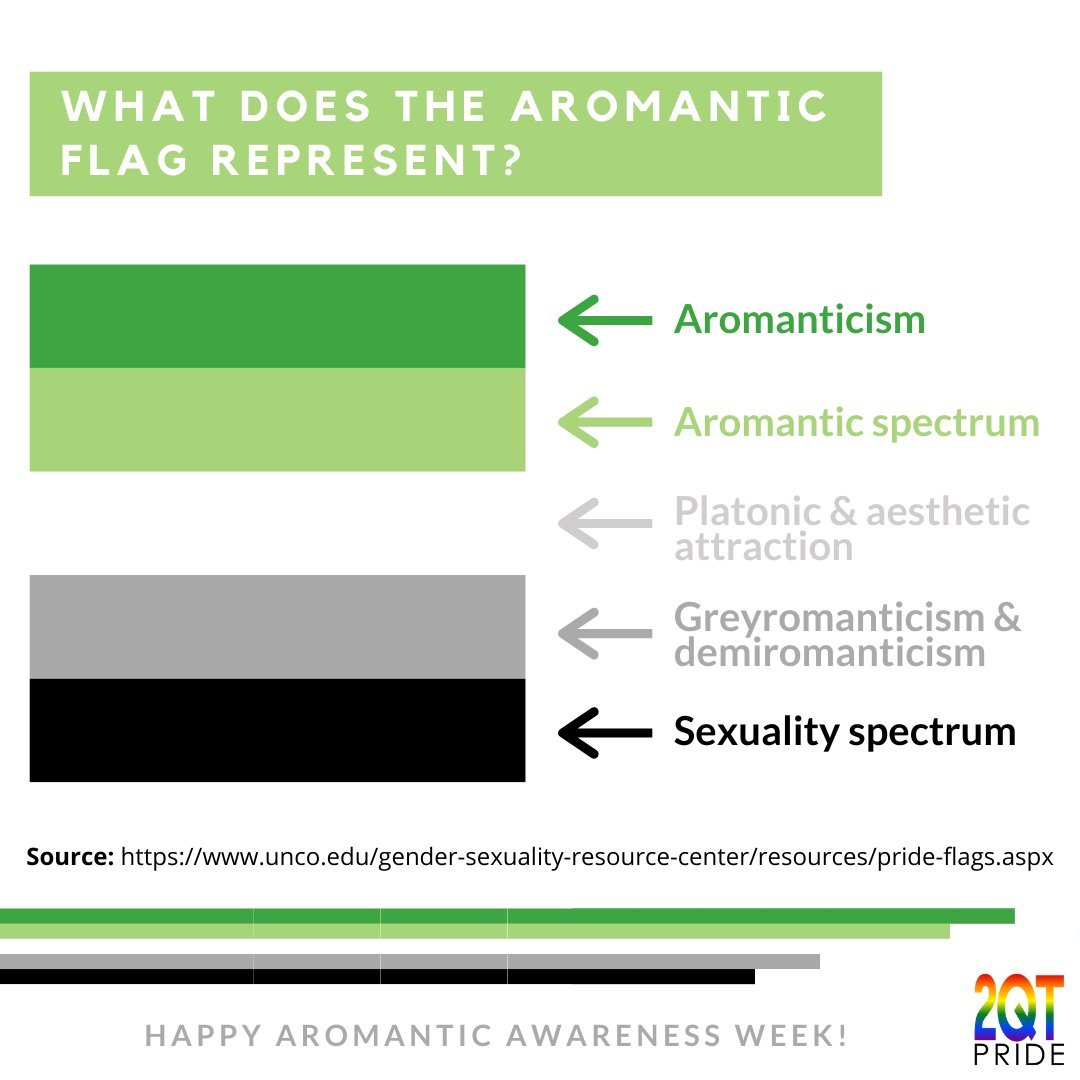 WHAT DOES THE AROMANTIC
FLAG REPRESENT?
Aromanticism
Aromantic spectrum
Platonic & aesthetic
attraction
Greyromanticism &
demiromanticism
Sexuality spectrum
Source: https://www.unco.edu/gender-sexuality-resource-center/resources/pride-flags.aspx
HAPPY AROMANTIC AWARENESS WEEK!
2QT
PRIDE